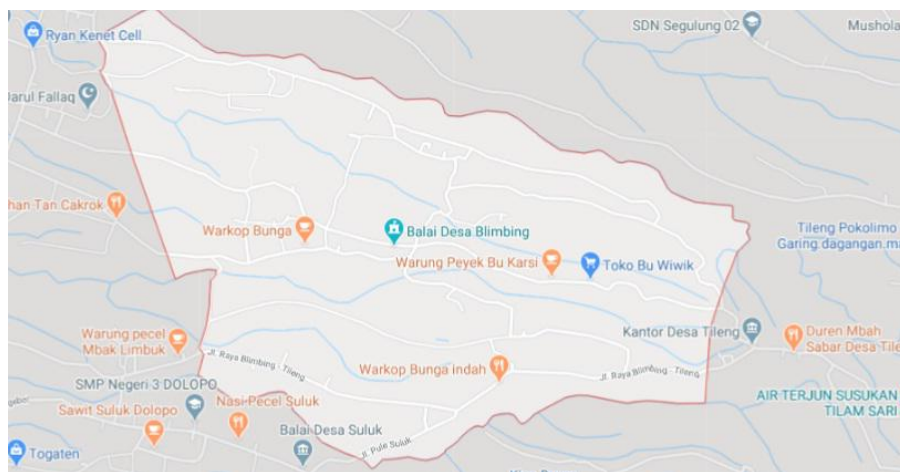 SDN Segulung 02
Mushola
Ryan Kenet Cell
Darul Fallaq
han Tan Cakrok
Warkop Bunga
Balai Desa Blimbing
Tileng Pokolimo
Garing dagangan.ma
Warung Peyek Bu Karsi
Toko Bu Wiwik
Warung pecel
Mbak Limbuk
Kantor Desa Tileng
Duren Mbah
Sabar Desa Tile
Jl. Raya Blimbing - Tileng
Warkop Bunga indah
Jl. Raya Blimbing - Tileng
SMP Negeri 3 DOLOPO
Sawit Suluk Dolopo
Nasi Pecel Suluk
AIR TERJUN SUSUKAN
TILAM SARI
Balai Desa Suluk
Jl. Pule Suluk
Togaten